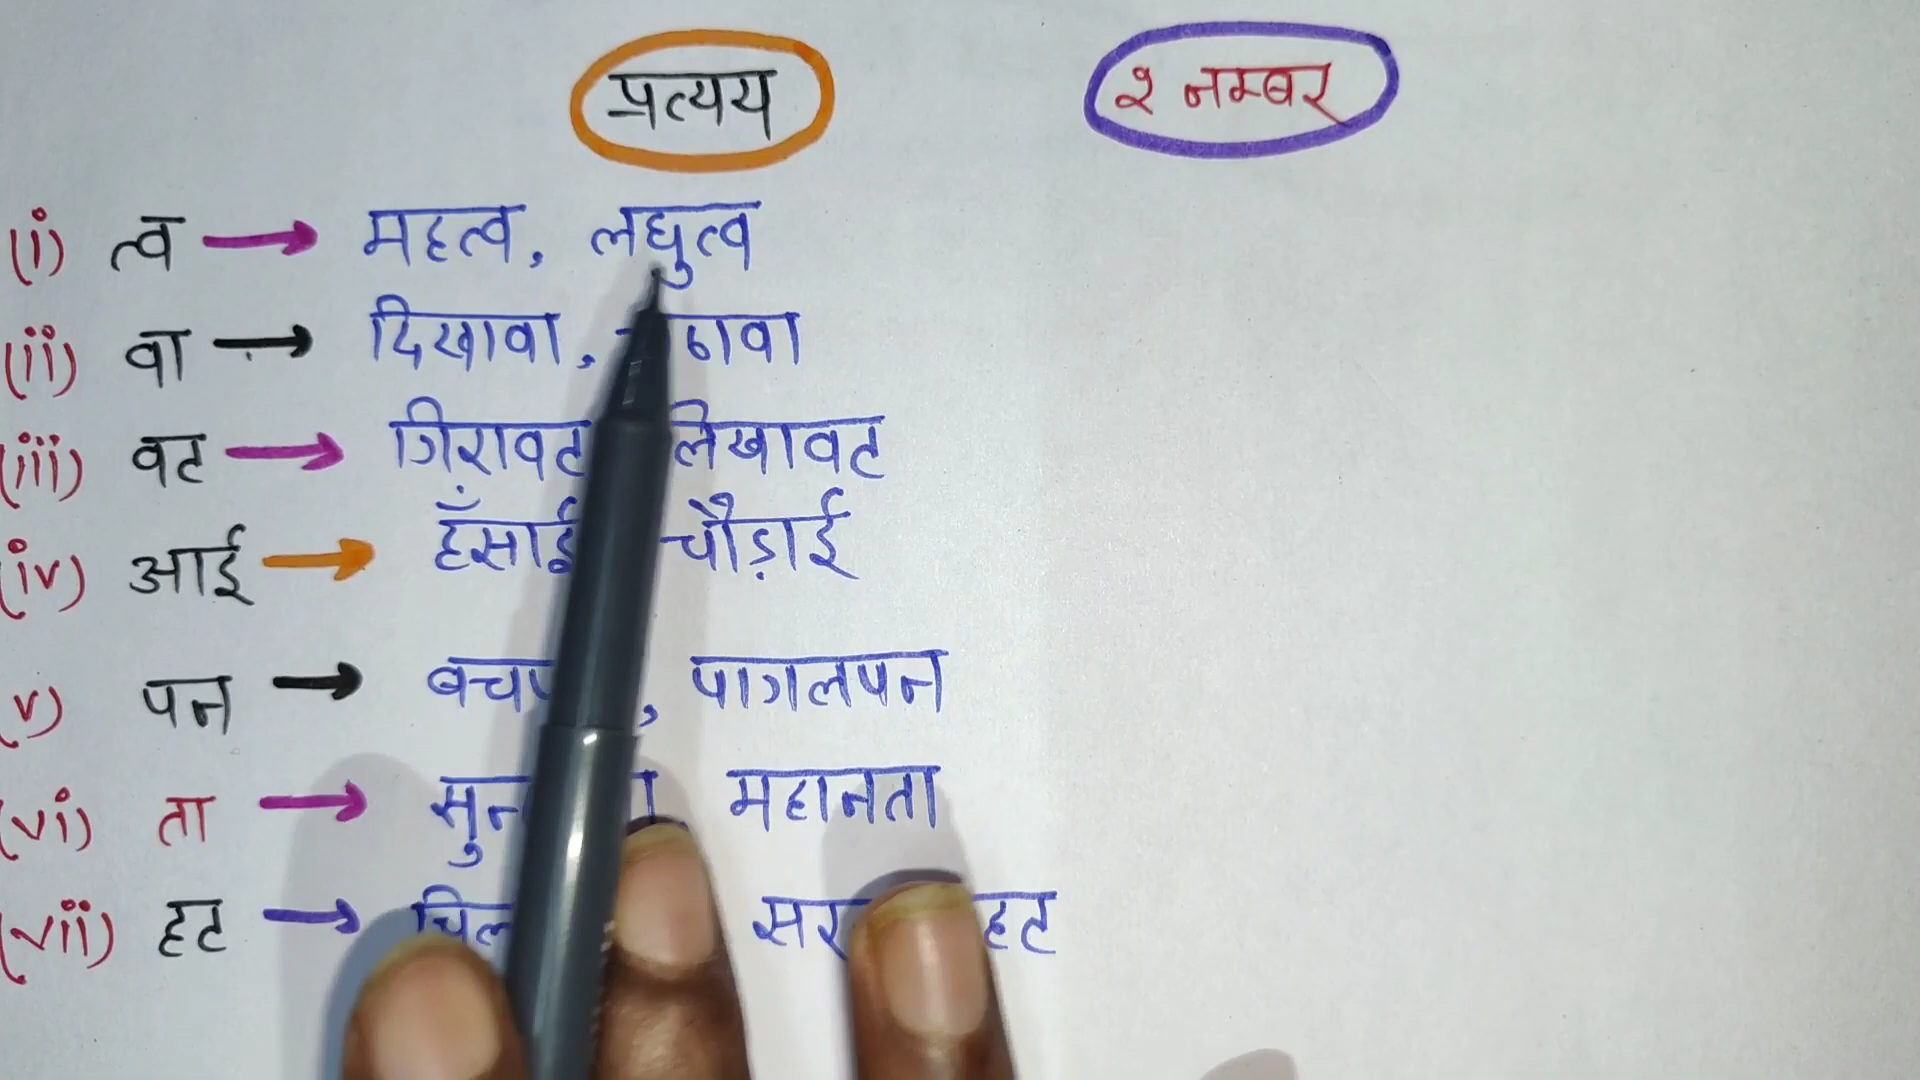 प्रत्यय २ नम्बर
(i) त्व → महत्व, लघुत्व
(ii) वा → दिखावा,
(iii) वट → गिरावट लिखावट
(iv) आई → हँसाई चौड़ाई
v) पन → , पागलपन
(vi) ता → महानता
(vii) हट →